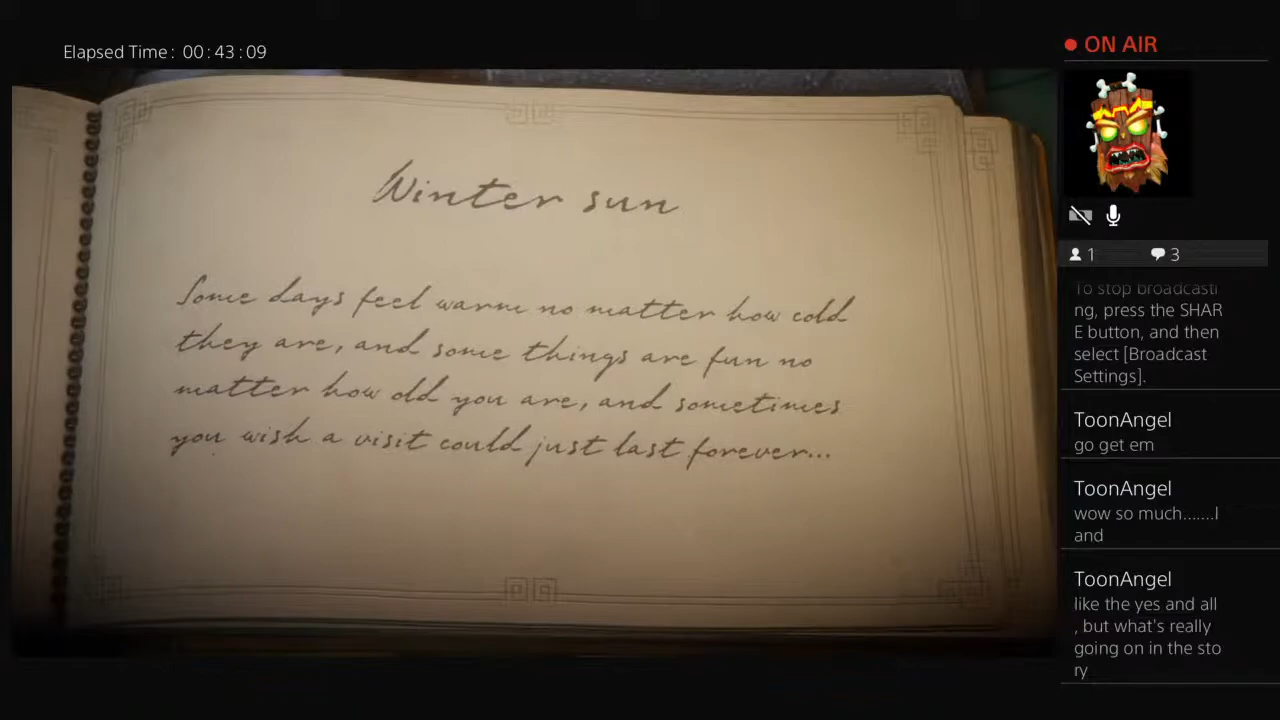 Elapsed Time: 00:43:09
ON AIR
Winter sun
Some days feel warm no matter how cold
they are, and some things are fun no
matter how old you are, and sometimes
you wish a visit could just last forever...
1
3
To stop broadcasti
ng, press the SHAR
E button, and then
select [Broadcast
Settings].
ToonAngel
go get em
ToonAngel
wow so much.......l
and
ToonAngel
like the yes and all
, but what's really
going on in the sto
ry